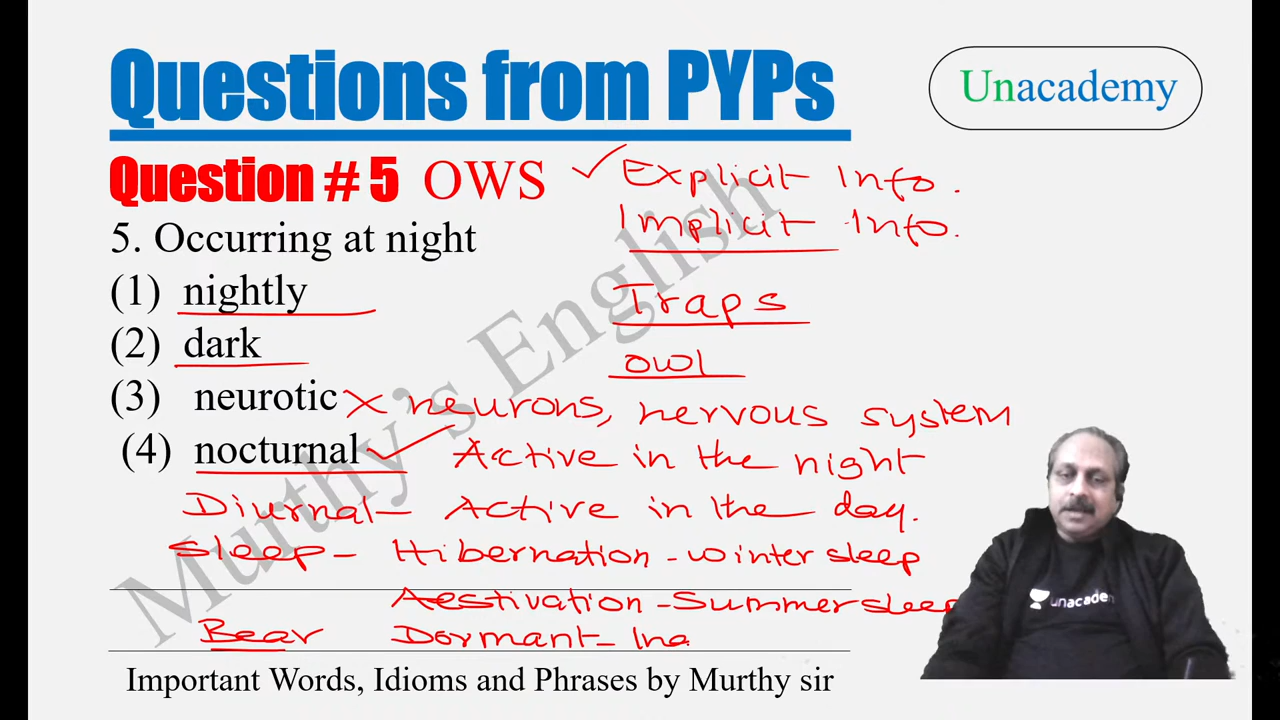 Questions from PYPs
Unacademy
Question # 5 OWS
Explicit Info.
Implicit Info.
5. Occurring at night
(1) nightly
Traps
(2) dark
owl
(3) neurotic × neurons, nervous system
(4) nocturnal Active in the night
Diurnal - Active in the day.
Sleep - Hibernation - winter sleep
Aestivation - Summer sleep
Bear Dormant - Ina
Important Words, Idioms and Phrases by Murthy sir
Murthy's English
unacademy